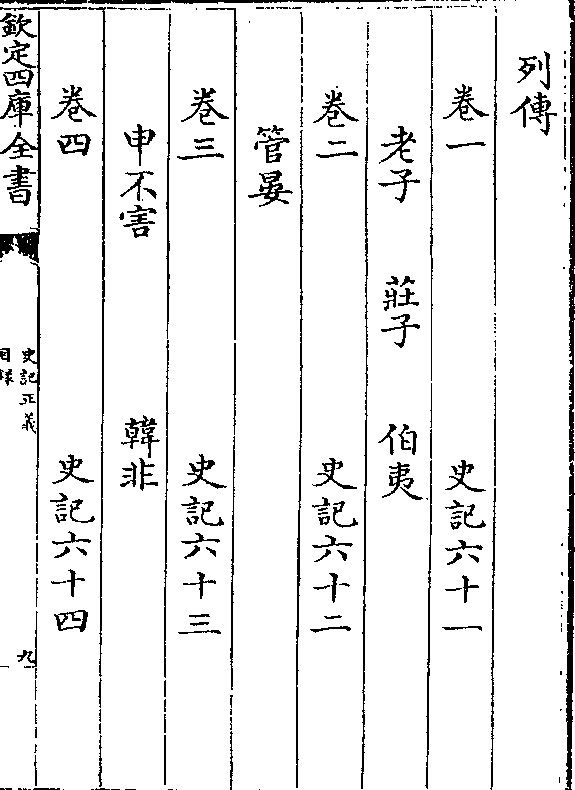 列傳
卷一 史記六十一
老子 莊子 伯夷
卷二 史記六十二
管晏
卷三 史記六十三
申不害 韓非
卷四 史記六十四
欽定四庫全書
史記正義
目錄
九